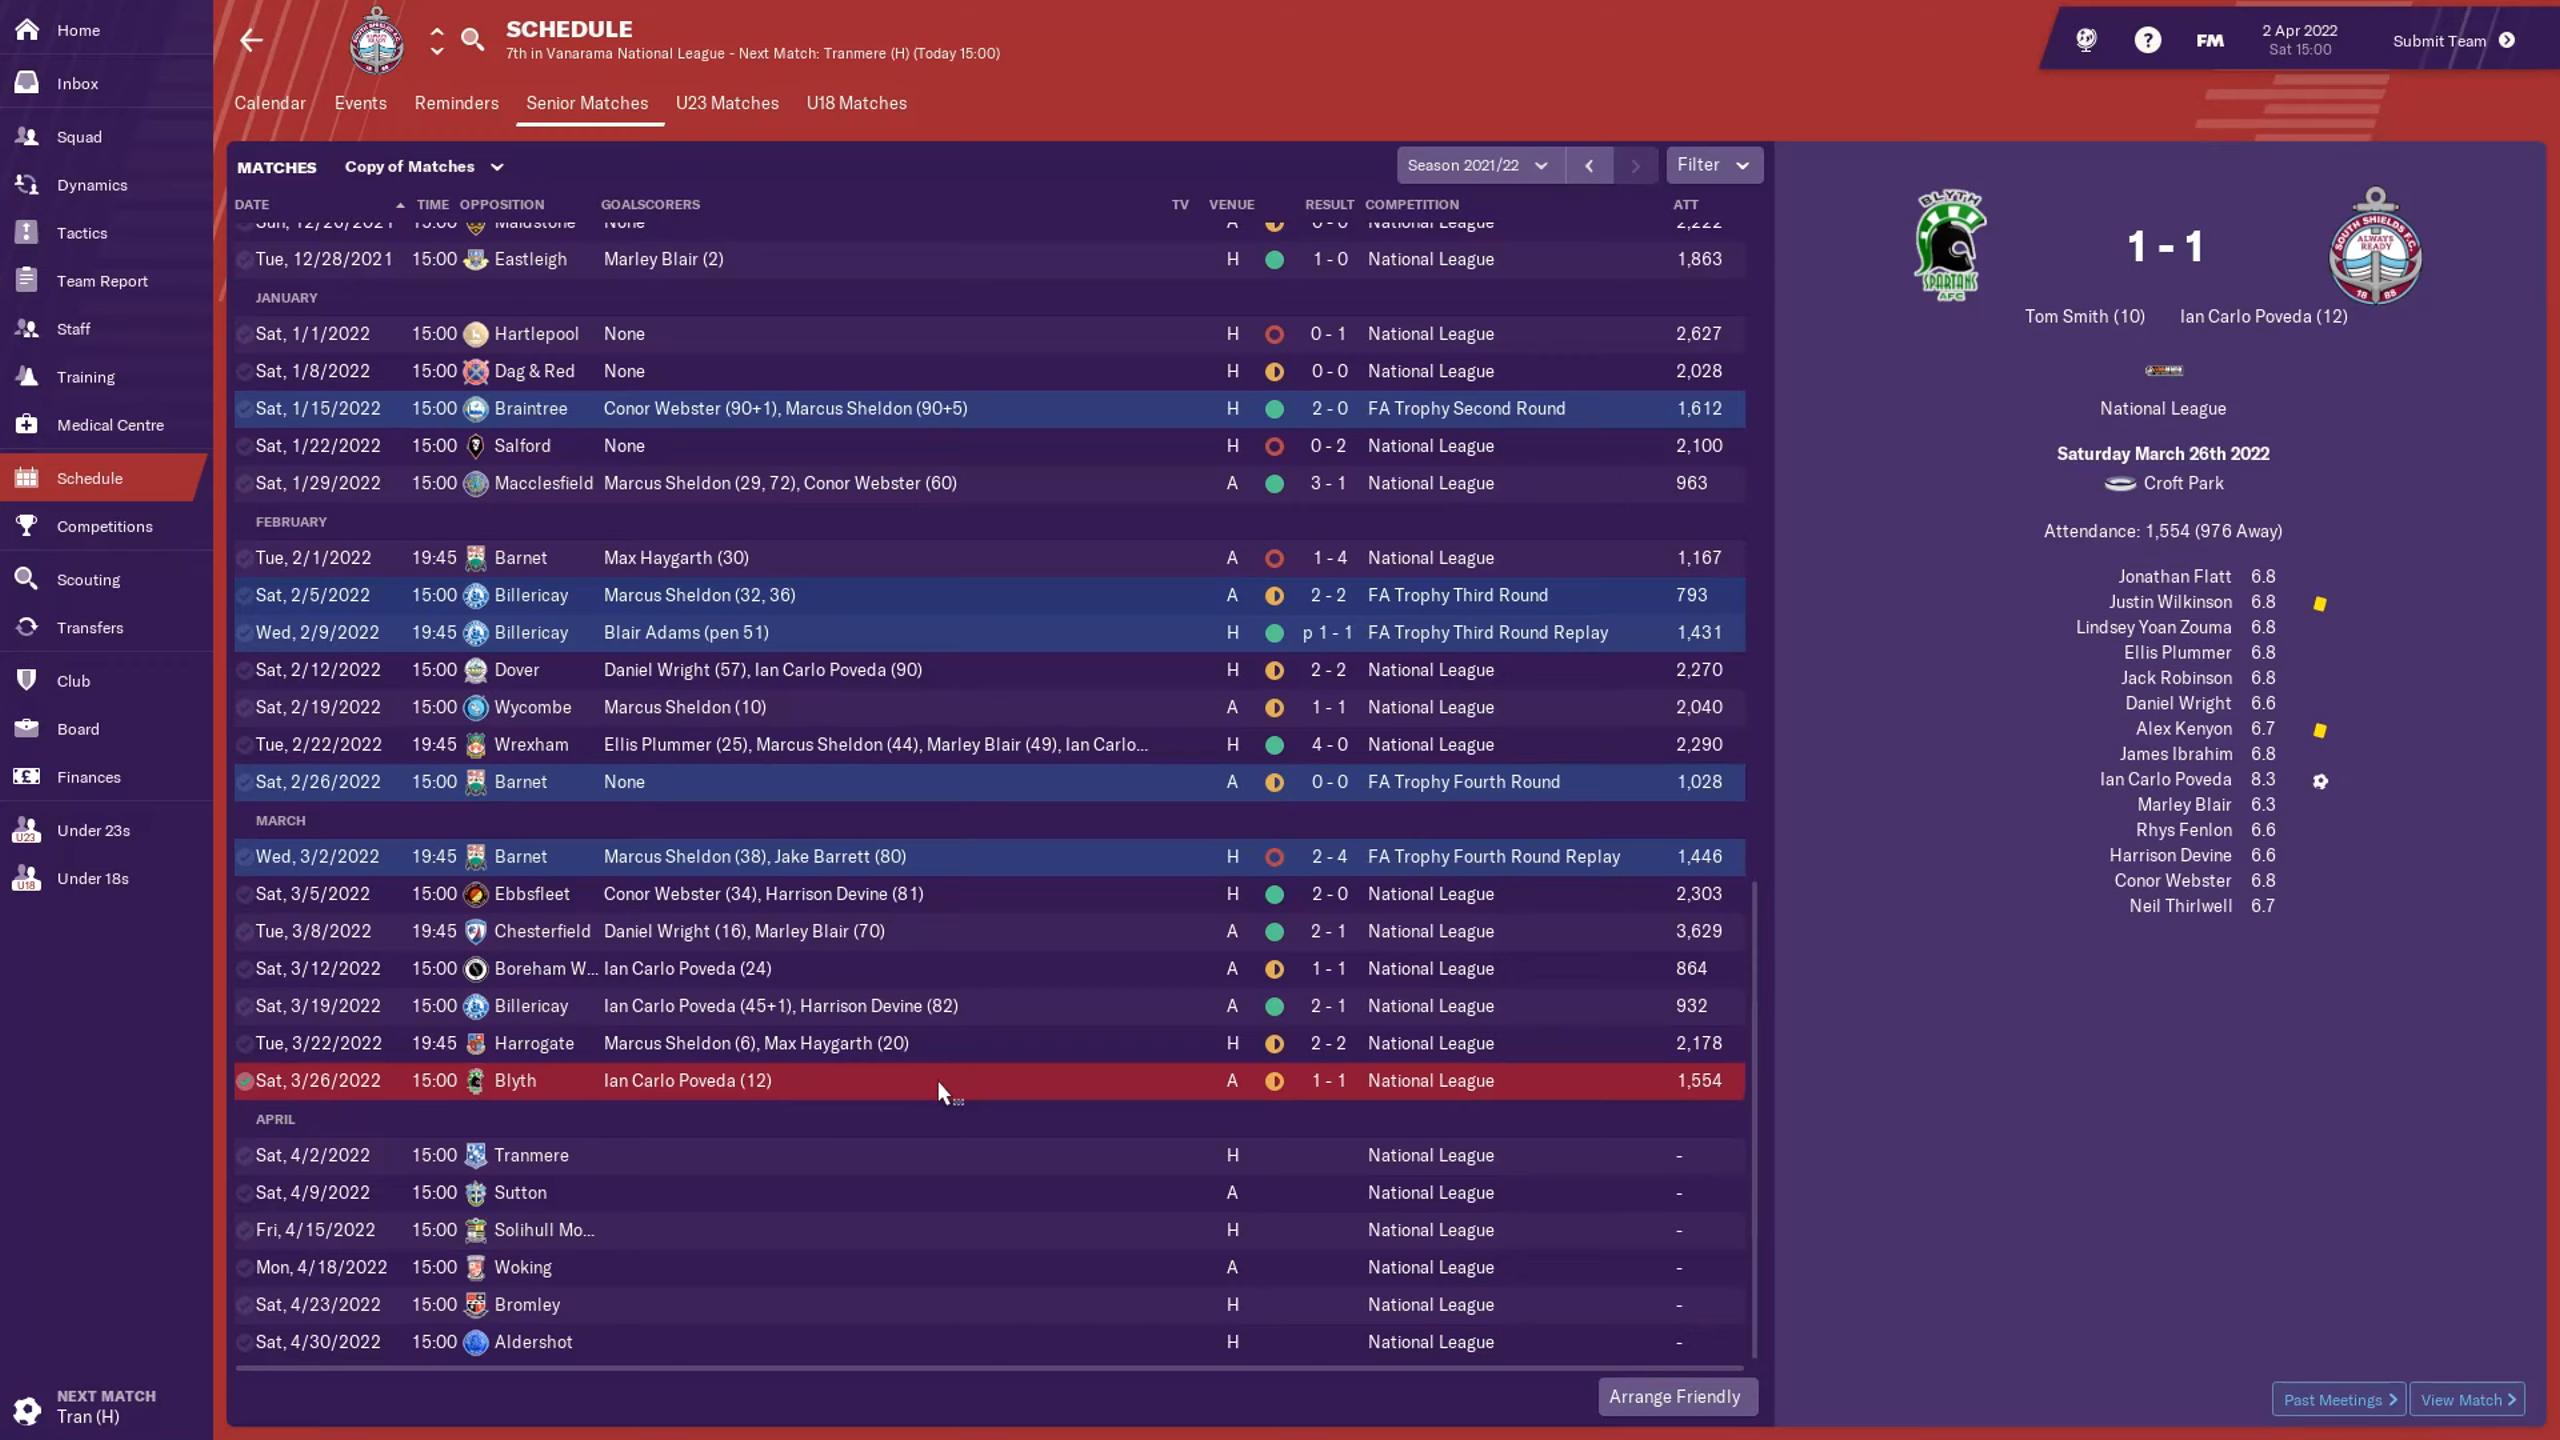 Home
Inbox
Squad
Dynamics
Tactics
Team Report
Staff
Training
Medical Centre
Schedule
Competitions
Scouting
Transfers
Club
Board
Finances
U23 Under 23s
U18 Under 18s
NEXT MATCH
Tran (H)
SCHEDULE
7th in Vanarama National League - Next Match: Tranmere (H) (Today 15:00)
FM
2 Apr 2022
Sat 15:00
Submit Team
Calendar Events Reminders Senior Matches U23 Matches U18 Matches
MATCHES Copy of Matches Season 2021/22 Filter
DATE TIME OPPOSITION GOALSCORERS TV VENUE RESULT COMPETITION ATT
Sun, 12/26/2021 15:00 Maidstone None A 0 - 0 National League 2,222
Tue, 12/28/2021 15:00 Eastleigh Marley Blair (2) H 1 - 0 National League 1,863
JANUARY
Sat, 1/1/2022 15:00 Hartlepool None H 0 - 1 National League 2,627
Sat, 1/8/2022 15:00 Dag & Red None H 0 - 0 National League 2,028
Sat, 1/15/2022 15:00 Braintree Conor Webster (90+1), Marcus Sheldon (90+5) H 2 - 0 FA Trophy Second Round 1,612
Sat, 1/22/2022 15:00 Salford None H 0 - 2 National League 2,100
Sat, 1/29/2022 15:00 Macclesfield Marcus Sheldon (29, 72), Conor Webster (60) A 3 - 1 National League 963
FEBRUARY
Tue, 2/1/2022 19:45 Barnet Max Haygarth (30) A 1 - 4 National League 1,167
Sat, 2/5/2022 15:00 Billericay Marcus Sheldon (32, 36) A 2 - 2 FA Trophy Third Round 793
Wed, 2/9/2022 19:45 Billericay Blair Adams (pen 51) H p 1 - 1 FA Trophy Third Round Replay 1,431
Sat, 2/12/2022 15:00 Dover Daniel Wright (57), Ian Carlo Poveda (90) H 2 - 2 National League 2,270
Sat, 2/19/2022 15:00 Wycombe Marcus Sheldon (10) A 1 - 1 National League 2,040
Tue, 2/22/2022 19:45 Wrexham Ellis Plummer (25), Marcus Sheldon (44), Marley Blair (49), Ian Carlo... H 4 - 0 National League 2,290
Sat, 2/26/2022 15:00 Barnet None A 0 - 0 FA Trophy Fourth Round 1,028
MARCH
Wed, 3/2/2022 19:45 Barnet Marcus Sheldon (38), Jake Barrett (80) H 2 - 4 FA Trophy Fourth Round Replay 1,446
Sat, 3/5/2022 15:00 Ebbsfleet Conor Webster (34), Harrison Devine (81) H 2 - 0 National League 2,303
Tue, 3/8/2022 19:45 Chesterfield Daniel Wright (16), Marley Blair (70) A 2 - 1 National League 3,629
Sat, 3/12/2022 15:00 Boreham W... Ian Carlo Poveda (24) A 1 - 1 National League 864
Sat, 3/19/2022 15:00 Billericay Ian Carlo Poveda (45+1), Harrison Devine (82) A 2 - 1 National League 932
Tue, 3/22/2022 19:45 Harrogate Marcus Sheldon (6), Max Haygarth (20) H 2 - 2 National League 2,178
Sat, 3/26/2022 15:00 Blyth Ian Carlo Poveda (12) A 1 - 1 National League 1,554
APRIL
Sat, 4/2/2022 15:00 Tranmere H National League -
Sat, 4/9/2022 15:00 Sutton A National League -
Fri, 4/15/2022 15:00 Solihull Mo... H National League -
Mon, 4/18/2022 15:00 Woking A National League -
Sat, 4/23/2022 15:00 Bromley H National League -
Sat, 4/30/2022 15:00 Aldershot H National League -
Arrange Friendly
BLYTH
SPARTANS
AFC
1 - 1
SOUTH SHIELDS F.C.
ALWAYS
READY
18 88
Tom Smith (10) Ian Carlo Poveda (12)
National League
Saturday March 26th 2022
Croft Park
Attendance: 1,554 (976 Away)
Jonathan Flatt 6.8
Justin Wilkinson 6.8
Lindsey Yoan Zouma 6.8
Ellis Plummer 6.8
Jack Robinson 6.8
Daniel Wright 6.6
Alex Kenyon 6.7
James Ibrahim 6.8
Ian Carlo Poveda 8.3
Marley Blair 6.3
Rhys Fenlon 6.6
Harrison Devine 6.6
Conor Webster 6.8
Neil Thirlwell 6.7
Past Meetings View Match